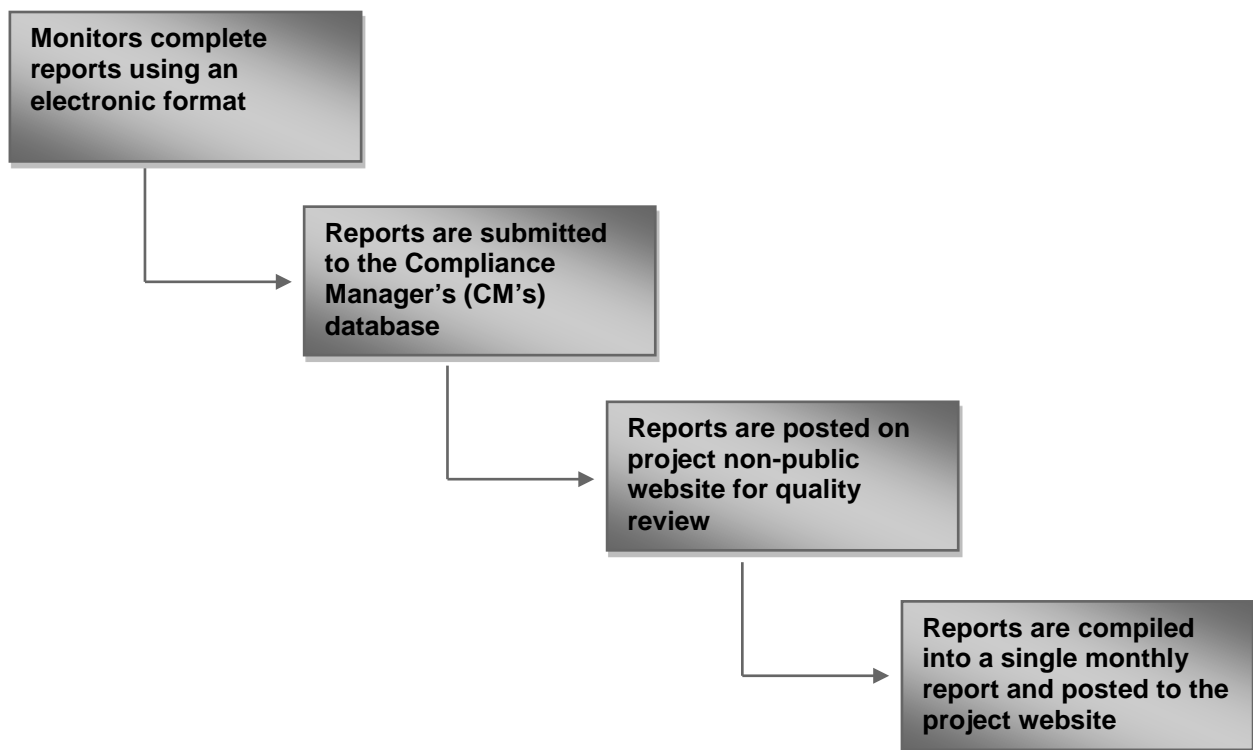 Monitors complete
reports using an
electronic format
Reports are submitted
to the Compliance
Manager’s (CM’s)
database
Reports are posted on
project non-public
website for quality
review
Reports are compiled
into a single monthly
report and posted to the
project website